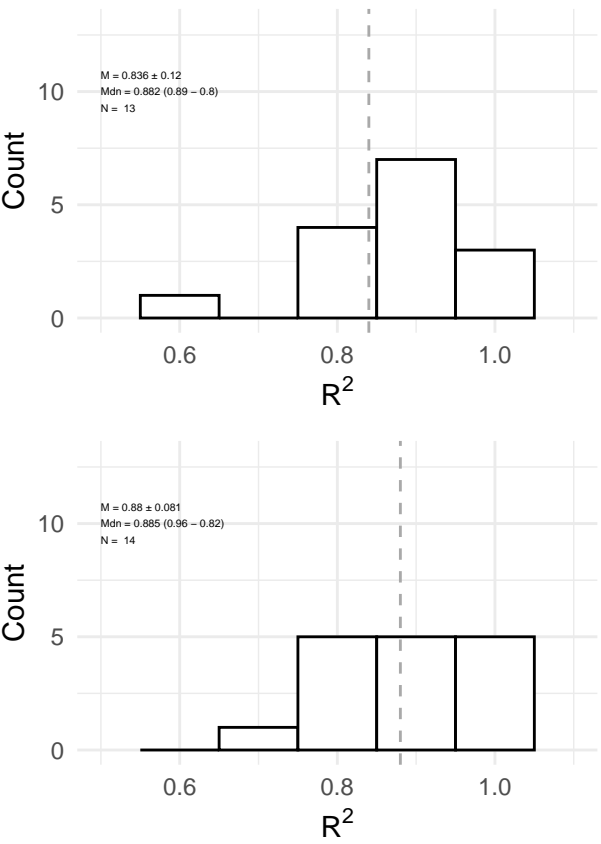 M = 0.836 ± 0.12
Mdn = 0.882 (0.89 − 0.8)
N =  13
10
5
0
Count
0.6 0.8 1.0
R²
M = 0.88 ± 0.081
Mdn = 0.885 (0.96 − 0.82)
N =  14
10
5
0
Count
0.6 0.8 1.0
R²